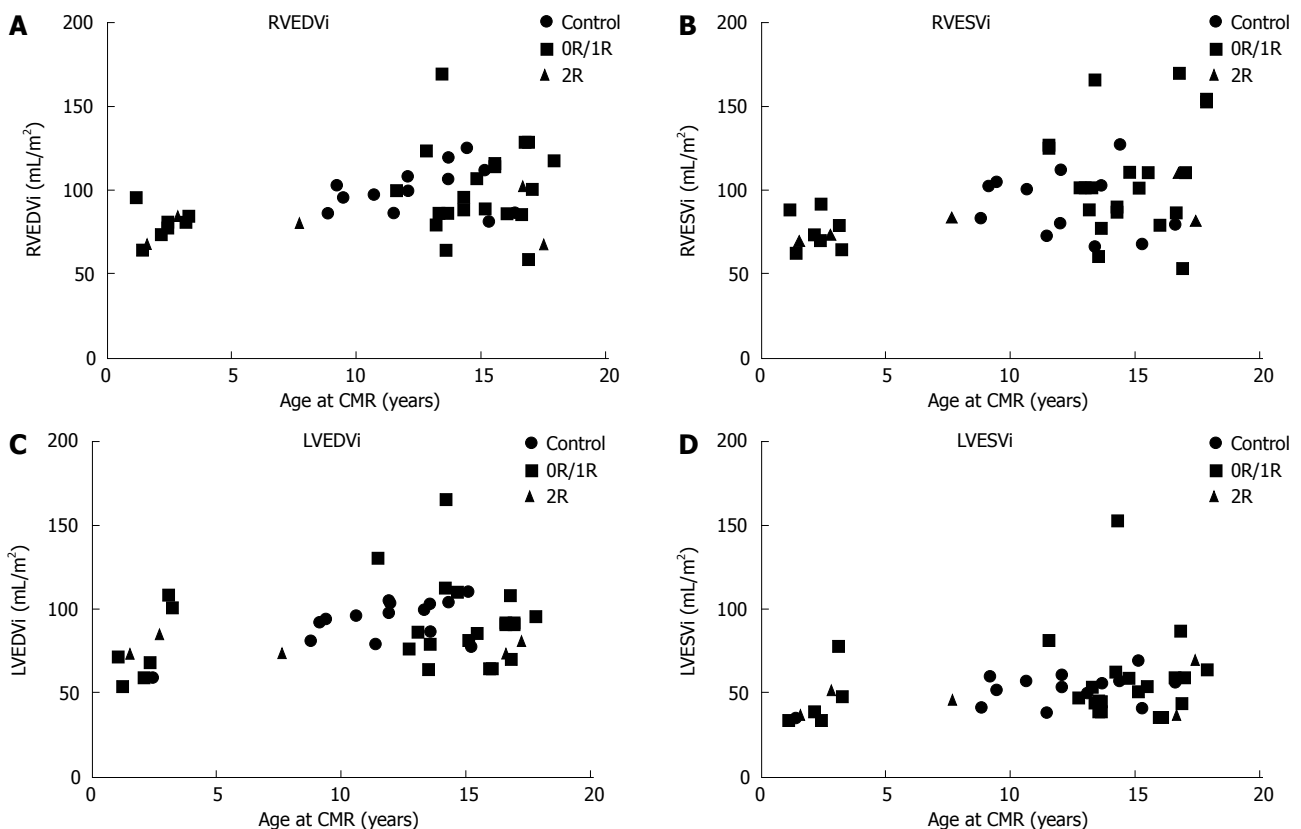 A
RVEDVi
Control
0R/1R
2R
200
150
100
50
0
RVEDVi (mL/m²)
0 5 10 15 20
Age at CMR (years)
B
RVESVi
Control
0R/1R
2R
200
150
100
50
0
RVESVi (mL/m²)
0 5 10 15 20
Age at CMR (years)
C
LVEDVi
Control
0R/1R
2R
200
150
100
50
0
LVEDVi (mL/m²)
0 5 10 15 20
Age at CMR (years)
D
LVESVi
Control
0R/1R
2R
200
150
100
50
0
LVESVi (mL/m²)
0 5 10 15 20
Age at CMR (years)